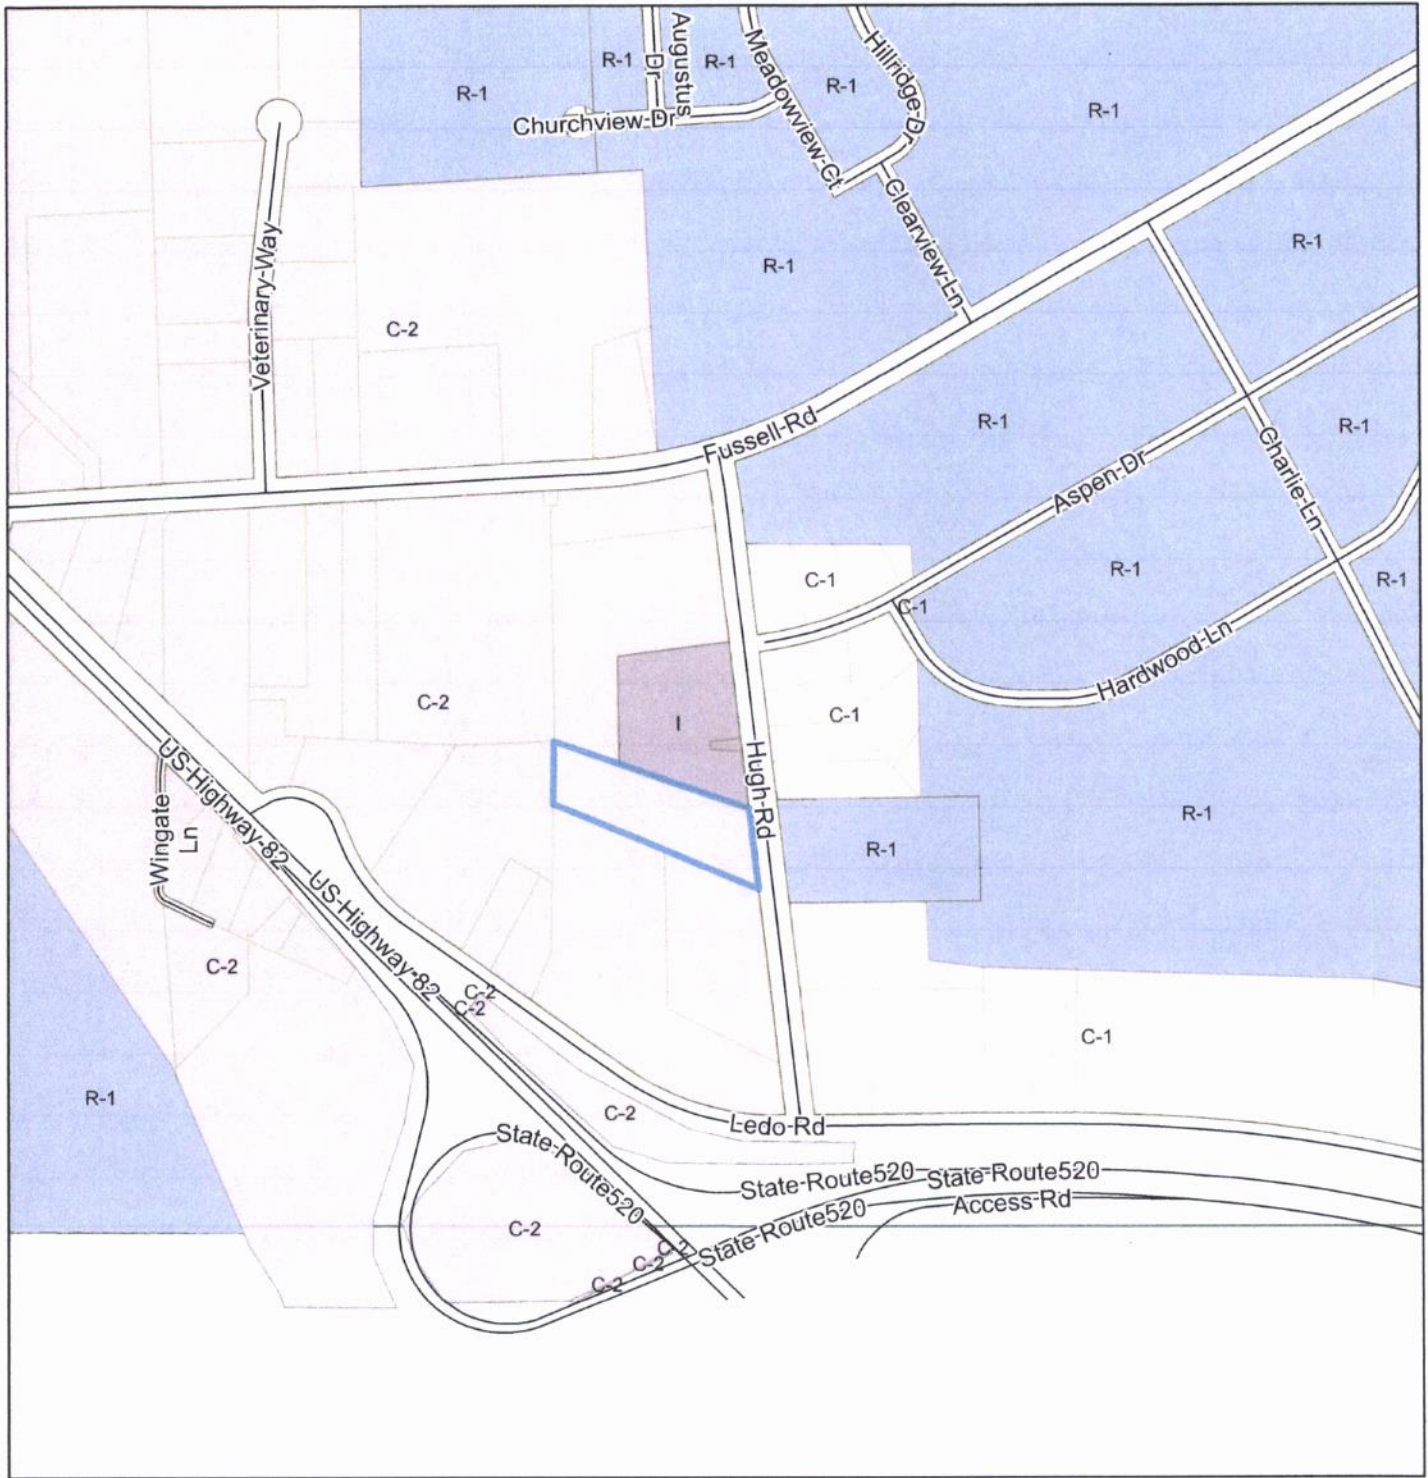 Augustus
Dr
Meadowview-Ct
Hillridge-Dr
R-1
R-1
R-1
R-1
R-1
Churchview-Dr
Clearview-Ln
Veterinary-Way
R-1
R-1
C-2
Fussell-Rd
R-1
R-1
Aspen-Dr
Charlie-Ln
C-1
R-1
R-1
C-1
Hardwood-Ln
C-2
I
C-1
Hugh-Rd
US-Highway-82
Wingate
Ln
R-1
R-1
US-Highway-82
C-2
C-2
C-2
C-1
R-1
C-2
Ledo-Rd
State-Route520
State-Route520
State-Route520
Access-Rd
State-Route520
C-2
C-2
C-2
C-2